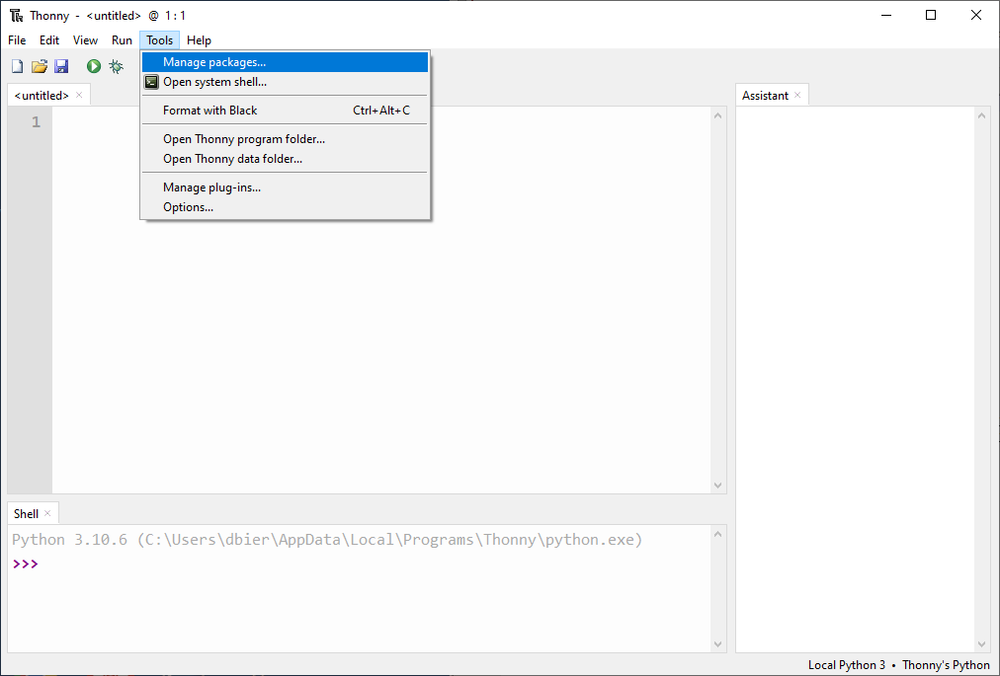 Thonny - <untitled> @ 1 : 1
File Edit View Run Tools Help
Manage packages...
Open system shell...
Format with Black Ctrl+Alt+C
Open Thonny program folder...
Open Thonny data folder...
Manage plug-ins...
Options...
<untitled> ×
1
Assistant ×
Shell ×
Python 3.10.6 (C:\Users\dbier\AppData\Local\Programs\Thonny\python.exe)
>>>
Local Python 3 • Thonny's Python